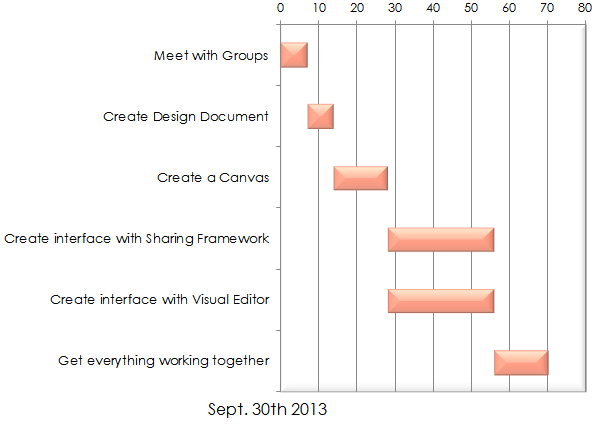 0 10 20 30 40 50 60 70 80
Meet with Groups
Create Design Document
Create a Canvas
Create interface with Sharing Framework
Create interface with Visual Editor
Get everything working together
Sept. 30th 2013